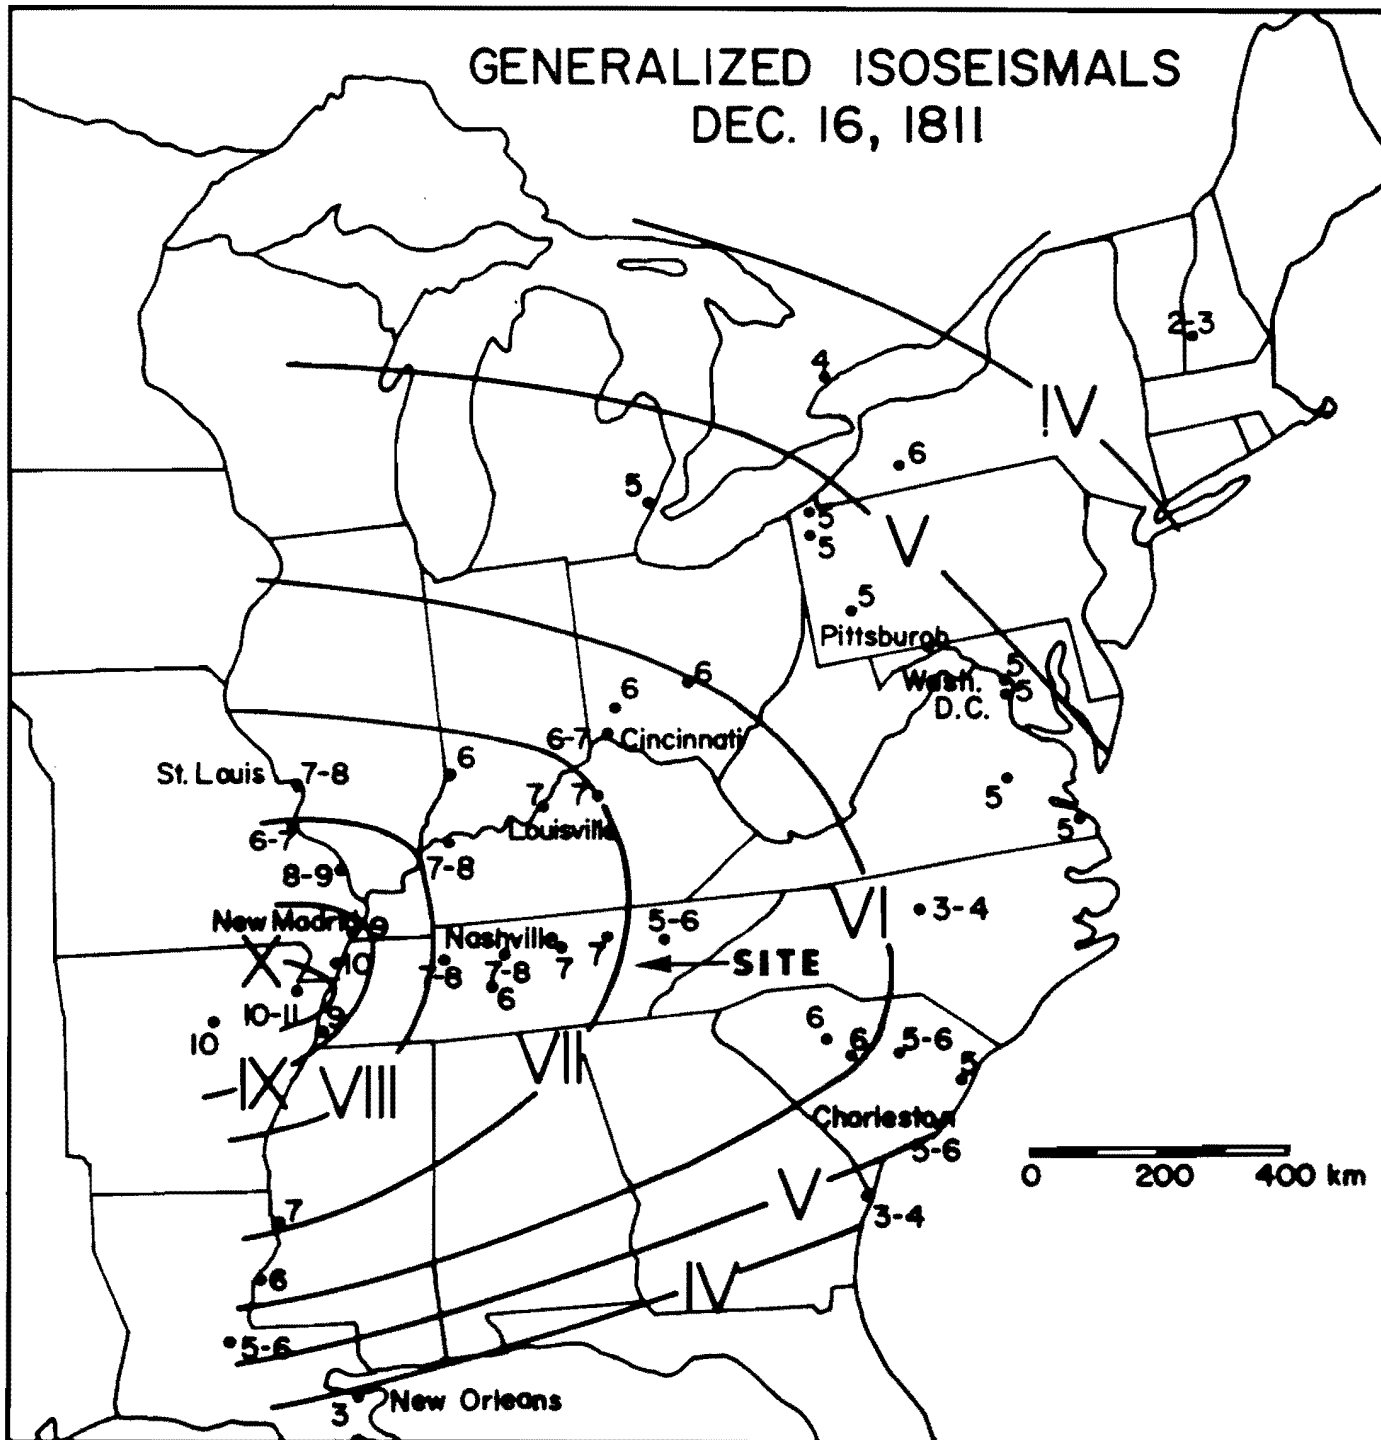 GENERALIZED ISOSEISMALS
DEC. 16, 1811
2-3
4
IV
6
5
5
V
5
5
Pittsburgh
5
Wash. 5
D.C.
6
6
6-7 Cincinnati
St. Louis 7-8
6
7 7
5
6-7
Louisville
5
8-9
7-8
New Madrid 9
Nashville
5-6
VI
3-4
X
10
7-8
7-8
7
7
SITE
6
10-11
9
10
6
6
5-6
VII
5
IX
VIII
Charleston
5-6
0 200 400 km
V
7
3-4
6
IV
5-6
New Orleans
3